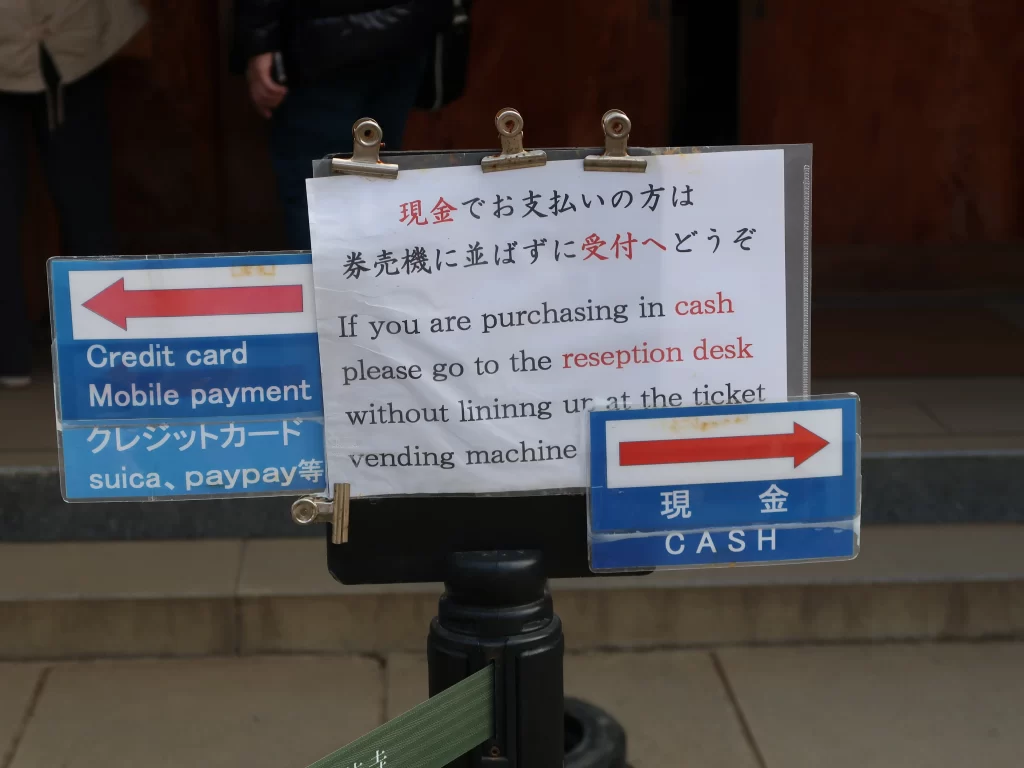 現金でお支払いの方は
券売機に並ばずに受付へどうぞ
If you are purchasing in cash
please go to the reseption desk
without lininng up at the ticket
vending machine
Credit card
Mobile payment
クレジットカード
suica、paypay等
現 金
CASH
寺